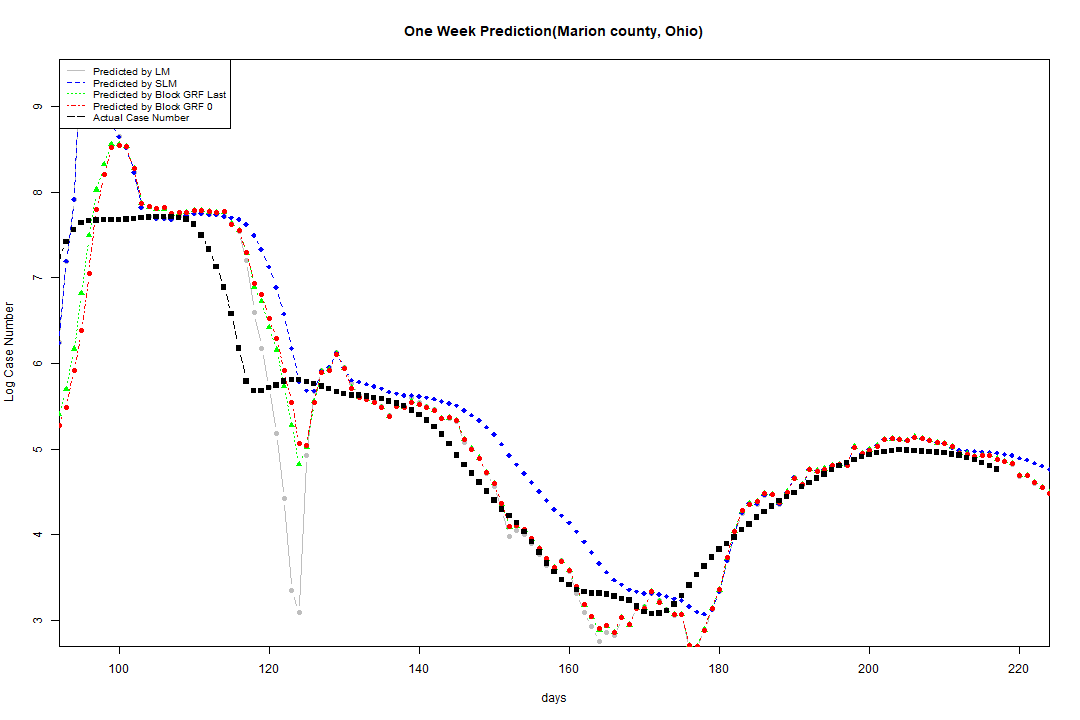 One Week Prediction(Marion county, Ohio)
Predicted by LM
Predicted by SLM
Predicted by Block GRF Last
Predicted by Block GRF 0
Actual Case Number
9
8
7
6
5
4
3
Log Case Number
100 120 140 160 180 200 220
days